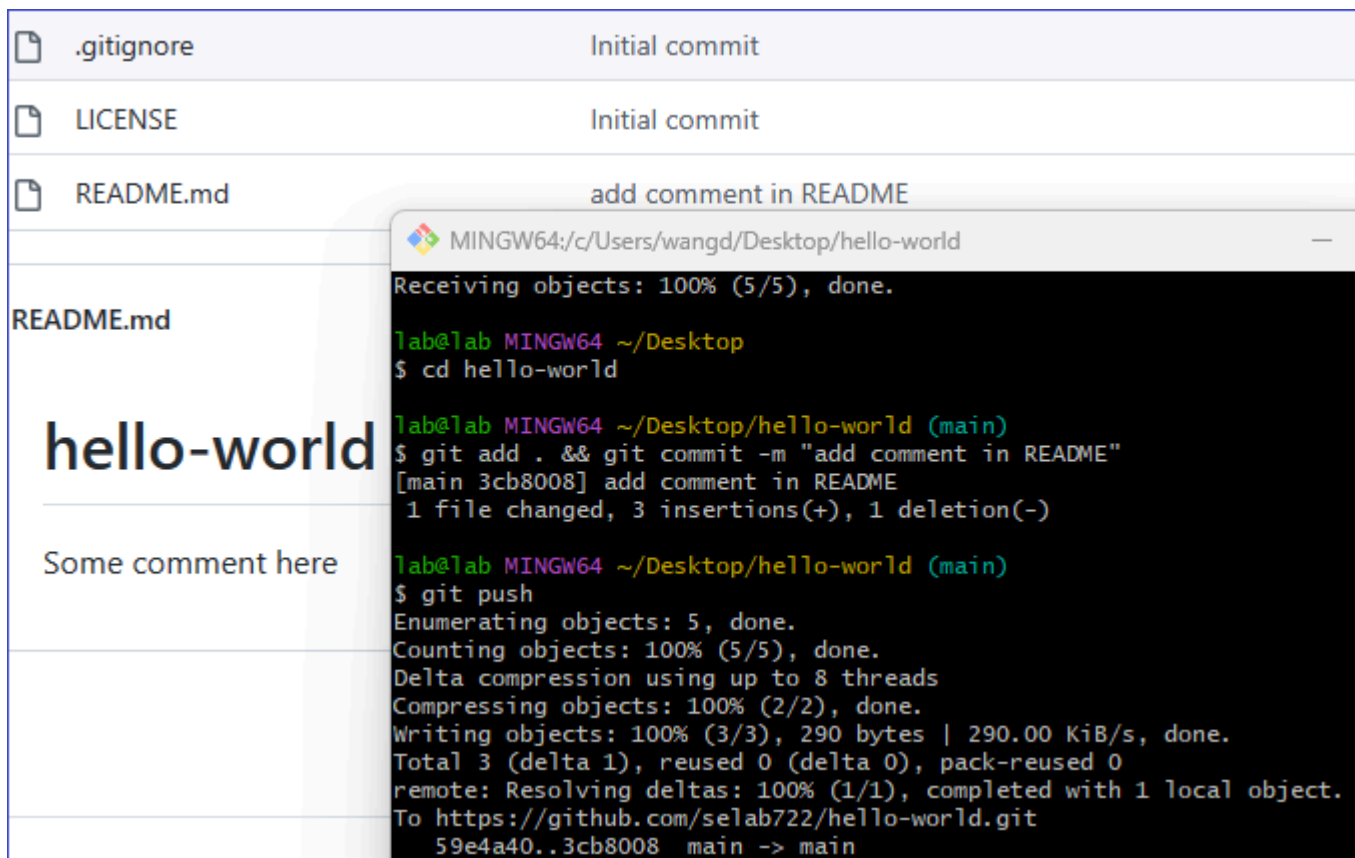 .gitignore Initial commit
LICENSE Initial commit
README.md add comment in README
README.md
hello-world
Some comment here
MINGW64:/c/Users/wangd/Desktop/hello-world
Receiving objects: 100% (5/5), done.
lab@lab MINGW64 ~/Desktop
$ cd hello-world
lab@lab MINGW64 ~/Desktop/hello-world (main)
$ git add . && git commit -m "add comment in README"
[main 3cb8008] add comment in README
1 file changed, 3 insertions(+), 1 deletion(-)
lab@lab MINGW64 ~/Desktop/hello-world (main)
$ git push
Enumerating objects: 5, done.
Counting objects: 100% (5/5), done.
Delta compression using up to 8 threads
Compressing objects: 100% (2/2), done.
Writing objects: 100% (3/3), 290 bytes | 290.00 KiB/s, done.
Total 3 (delta 1), reused 0 (delta 0), pack-reused 0
remote: Resolving deltas: 100% (1/1), completed with 1 local object.
To https://github.com/selab722/hello-world.git
59e4a40..3cb8008 main -> main